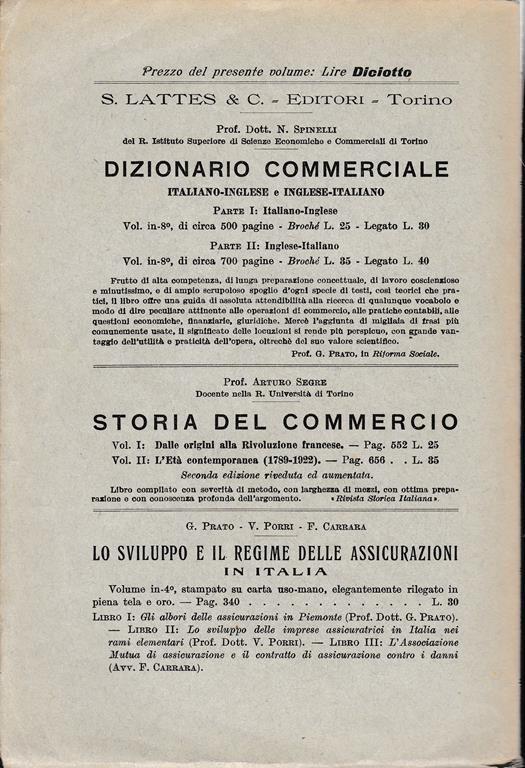 Prezzo del presente volume: Lire Diciotto
S. LATTES & C. - EDITORI - Torino
Prof. Dott. N. SPINELLI
del R. Istituto Superiore di Scienze Economiche e Commerciali di Torino
DIZIONARIO COMMERCIALE
ITALIANO-INGLESE e INGLESE-ITALIANO
PARTE I: Italiano-Inglese
Vol. in-8º, di circa 500 pagine - Broché L. 25 - Legato L. 30
PARTE II: Inglese-Italiano
Vol. in-8º, di circa 700 pagine - Broché L. 35 - Legato L. 40
Frutto di alta competenza, di lunga preparazione concettuale, di lavoro coscienzioso
e minutissimo, e di ampio scrupoloso spoglio d'ogni specie di testi, così teorici che pra-
tici, il libro offre una guida di assoluta attendibilità alla ricerca di qualunque vocabolo e
modo di dire peculiare attinente alle operazioni di commercio, alle pratiche contabili, alle
questioni economiche, finanziarie, giuridiche. Mercè l'aggiunta di migliaia di frasi più
comunemente usate, il significato delle locuzioni si rende più perspicuo, con grande van-
taggio dell'utilità e praticità dell'opera, oltrechè del suo valore scientifico.
Prof. G. PRATO, in Riforma Sociale.
Prof. ARTURO SEGRE
Docente nella R. Università di Torino
STORIA DEL COMMERCIO
Vol. I: Dalle origini alla Rivoluzione francese. — Pag. 552 L. 25
Vol. II: L'Età contemporanea (1789-1922). — Pag. 656 . . L. 35
Seconda edizione riveduta ed aumentata.
Libro compilato con severità di metodo, con larghezza di mezzi, con ottima prepa-
razione e con conoscenza profonda dell'argomento. «Rivista Storica Italiana».
G. PRATO - V. PORRI - F. CARRARA
LO SVILUPPO E IL REGIME DELLE ASSICURAZIONI
IN ITALIA
Volume in-4º, stampato su carta uso-mano, elegantemente rilegato in
piena tela e oro. — Pag. 340 . . . . . . . . . . . . . L. 30
LIBRO I: Gli albori delle assicurazioni in Piemonte (Prof. Dott. G. PRATO).
— LIBRO II: Lo sviluppo delle imprese assicuratrici in Italia nei
rami elementari (Prof. Dott. V. PORRI). — LIBRO III: L'Associazione
Mutua di assicurazione e il contratto di assicurazione contro i danni
(Avv. F. CARRARA).